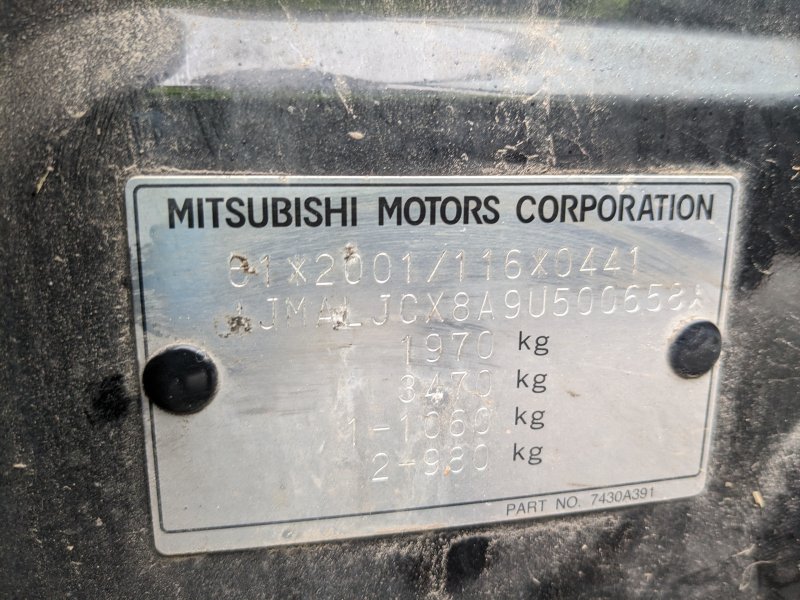 MITSUBISHI MOTORS CORPORATION
e1*2001/116*0441
*JMALJCX8A9U500658*
1970 kg
3470 kg
1-1060 kg
2-980 kg
PART NO. 7430A391